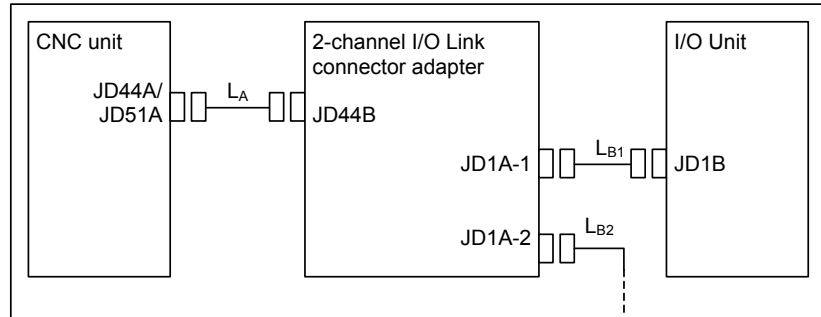 CNC unit
JD44A/
JD51A
LA
2-channel I/O Link
connector adapter
JD44B
JD1A-1
JD1A-2
LB1
LB2
I/O Unit
JD1B